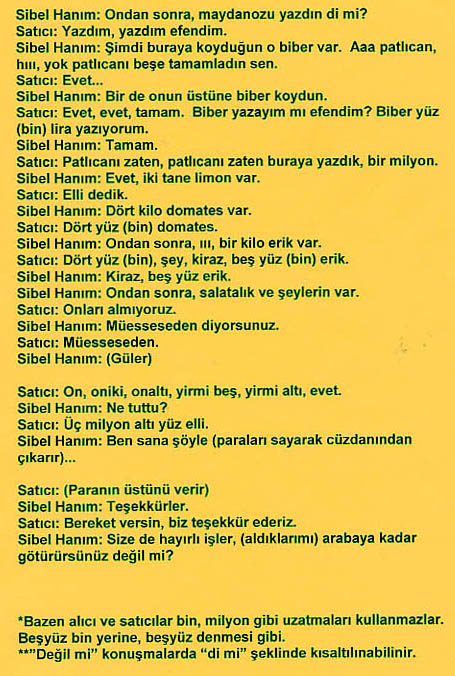 Sibel Hanım: Ondan sonra, maydanozu yazdın di mi?
Satıcı: Yazdım, yazdım efendim.
Sibel Hanım: Şimdi buraya koyduğun o biber var.  Aaa patlıcan,
hııı, yok patlıcanı beşe tamamladın sen.
Satıcı: Evet...
Sibel Hanım: Bir de onun üstüne biber koydun.
Satıcı: Evet, evet, tamam.  Biber yazayım mı efendim? Biber yüz
(bin) lira yazıyorum.
Sibel Hanım: Tamam.
Satıcı: Patlıcanı zaten, patlıcanı zaten buraya yazdık, bir milyon.
Sibel Hanım: Evet, iki tane limon var.
Satıcı: Elli dedik.
Sibel Hanım: Dört kilo domates var.
Satıcı: Dört yüz (bin) domates.
Sibel Hanım: Ondan sonra, ııı, bir kilo erik var.
Satıcı: Dört yüz (bin), şey, kiraz, beş yüz (bin) erik.
Sibel Hanım: Kiraz, beş yüz erik.
Sibel Hanım: Ondan sonra, salatalık ve şeylerin var.
Satıcı: Onları almıyoruz.
Sibel Hanım: Müesseseden diyorsunuz.
Satıcı: Müesseseden.
Sibel Hanım: (Güler)
Satıcı: On, oniki, onaltı, yirmi beş, yirmi altı, evet.
Sibel Hanım: Ne tuttu?
Satıcı: Üç milyon altı yüz elli.
Sibel Hanım: Ben sana şöyle (paraları sayarak cüzdanından
çıkarır)...
Satıcı: (Paranın üstünü verir)
Sibel Hanım: Teşekkürler.
Satıcı: Bereket versin, biz teşekkür ederiz.
Sibel Hanım: Size de hayırlı işler, (aldıklarımı) arabaya kadar
götürürsünüz değil mi?
*Bazen alıcı ve satıcılar bin, milyon gibi uzatmaları kullanmazlar.
Beşyüz bin yerine, beşyüz denmesi gibi.
**”Değil mi” konuşmalarda “di mi” şeklinde kısaltılınabilinir.